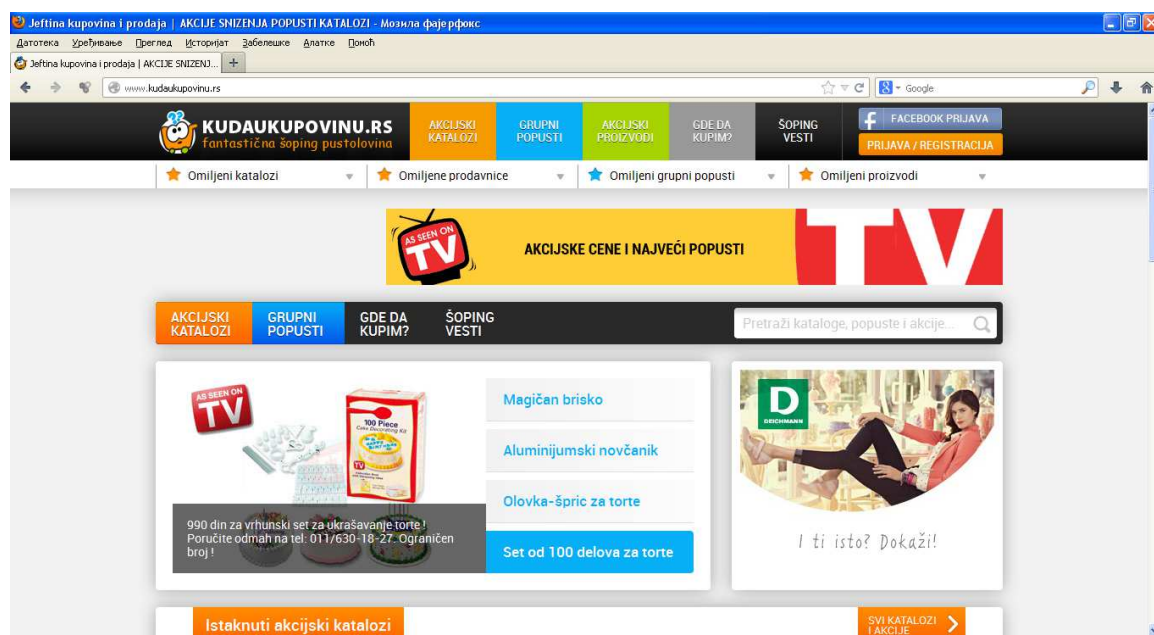 Jeftina kupovina i prodaja | AKCIJE SNIZENJA POPUSTI KATALOZI - Мозила фајерфокс
Датотека Уређивање Преглед Историјат Забелешке Алатке Помоћ
Jeftina kupovina i prodaja | AKCIJE SNIZENJ... +
www.kudaukupovinu.rs
Google
KUDAUKUPOVINU.RS
fantastična šoping pustolovina
AKCIJSKI
KATALOZI
GRUPNI
POPUSTI
AKCIJSKI
PROIZVODI
GDE DA
KUPIM?
ŠOPING
VESTI
FACEBOOK PRIJAVA
PRIJAVA / REGISTRACIJA
Omiljeni katalozi
Omiljene prodavnice
Omiljeni grupni popusti
Omiljeni proizvodi
AS SEEN ON
TV
AKCIJSKE CENE I NAJVEĆI POPUSTI
TV
AKCIJSKI
KATALOZI
GRUPNI
POPUSTI
GDE DA
KUPIM?
ŠOPING
VESTI
Pretraži kataloge, popuste i akcije...
AS SEEN ON
TV
100 Piece
Cake Decorating Kit
TV
990 din za vrhunski set za ukrašavanje torte !
Poručite odmah na tel: 011/630-18-27. Ograničen
broj !
Magičan brisko
Aluminijumski novčanik
Olovka-špric za torte
Set od 100 delova za torte
D
DEICHMANN
I ti isto? Dokaži!
Istaknuti akcijski katalozi
SVI KATALOZI
I AKCIJE